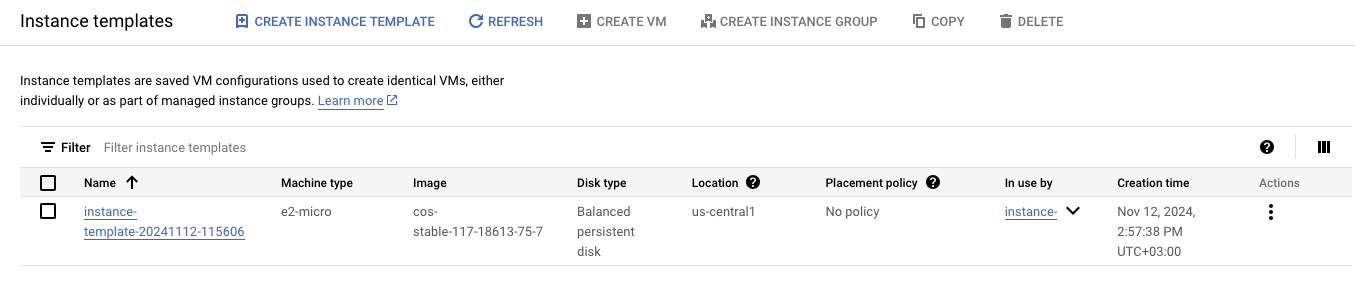 Instance templates CREATE INSTANCE TEMPLATE REFRESH CREATE VM CREATE INSTANCE GROUP COPY DELETE
Instance templates are saved VM configurations used to create identical VMs, either
individually or as part of managed instance groups. Learn more
Filter Filter instance templates
Name Machine type Image Disk type Location Placement policy In use by Creation time Actions
instance- e2-micro cos- Balanced us-central1 No policy instance- Nov 12, 2024,
template-20241112-115606 stable-117-18613-75-7 persistent 2:57:38 PM
disk UTC+03:00